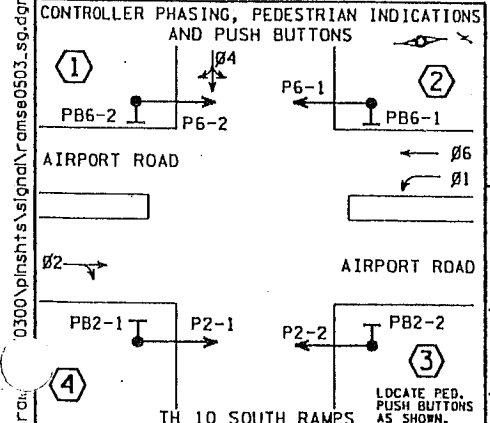 CONTROLLER PHASING, PEDESTRIAN INDICATIONS
AND PUSH BUTTONS
1
Ø4
2
P6-1
PB6-2
P6-2
PB6-1
AIRPORT ROAD
Ø6
Ø1
Ø2
AIRPORT ROAD
PB2-1
P2-1
P2-2
PB2-2
3
4
LOCATE PED.
PUSH BUTTONS
AS SHOWN.
TH 10 SOUTH RAMPS
0300\plnshts\signal\ramse0503_sg.dgn